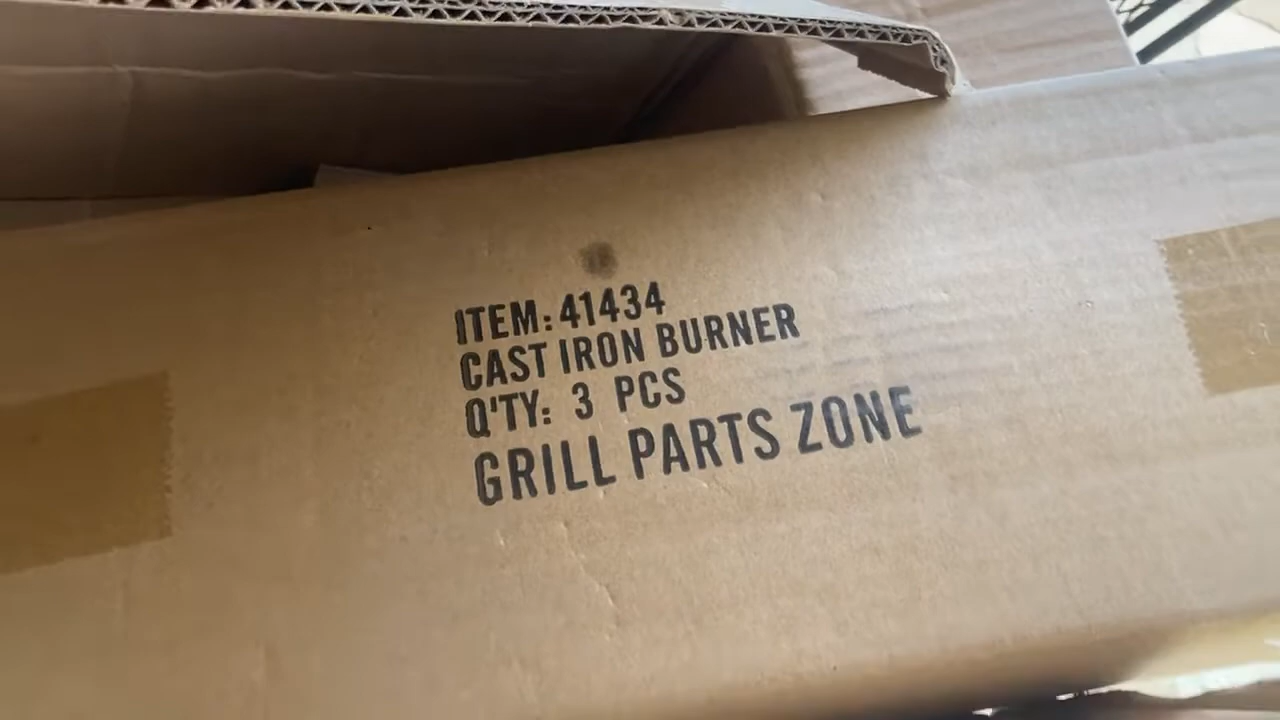 ITEM: 41434
CAST IRON BURNER
Q'TY: 3 PCS
GRILL PARTS ZONE